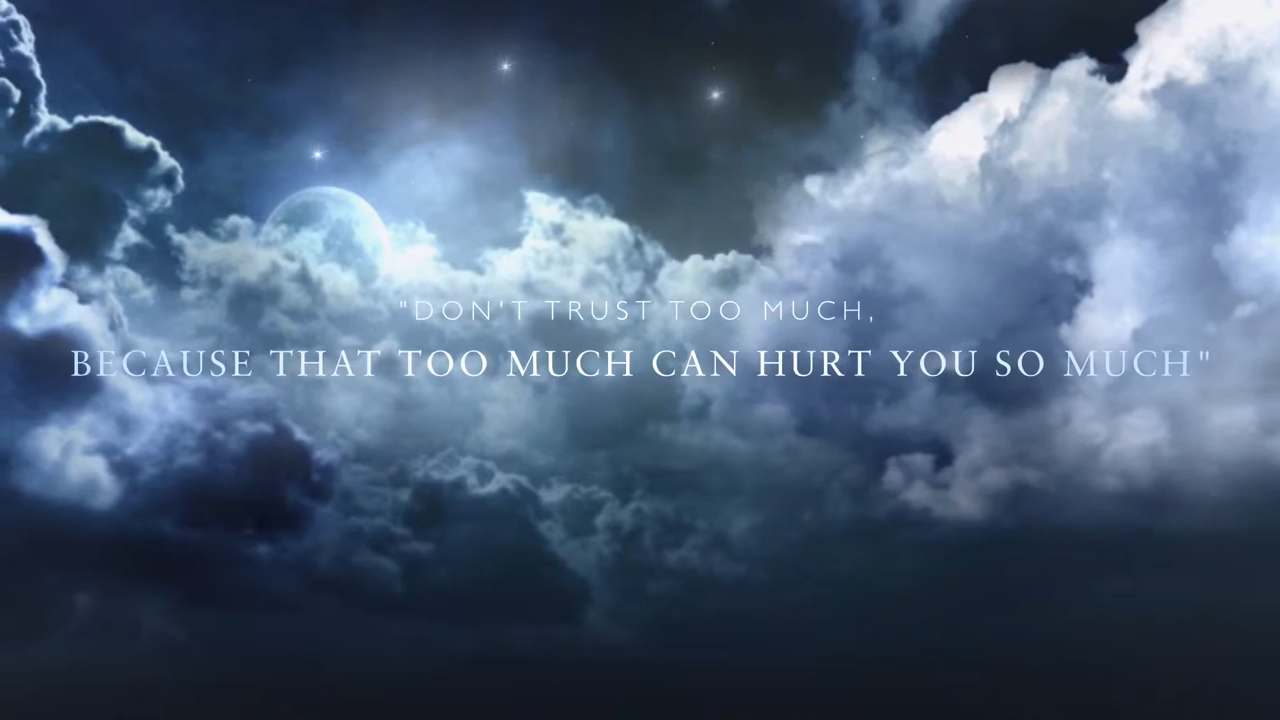 "DON'T TRUST TOO MUCH,
BECAUSE THAT TOO MUCH CAN HURT YOU SO MUCH"